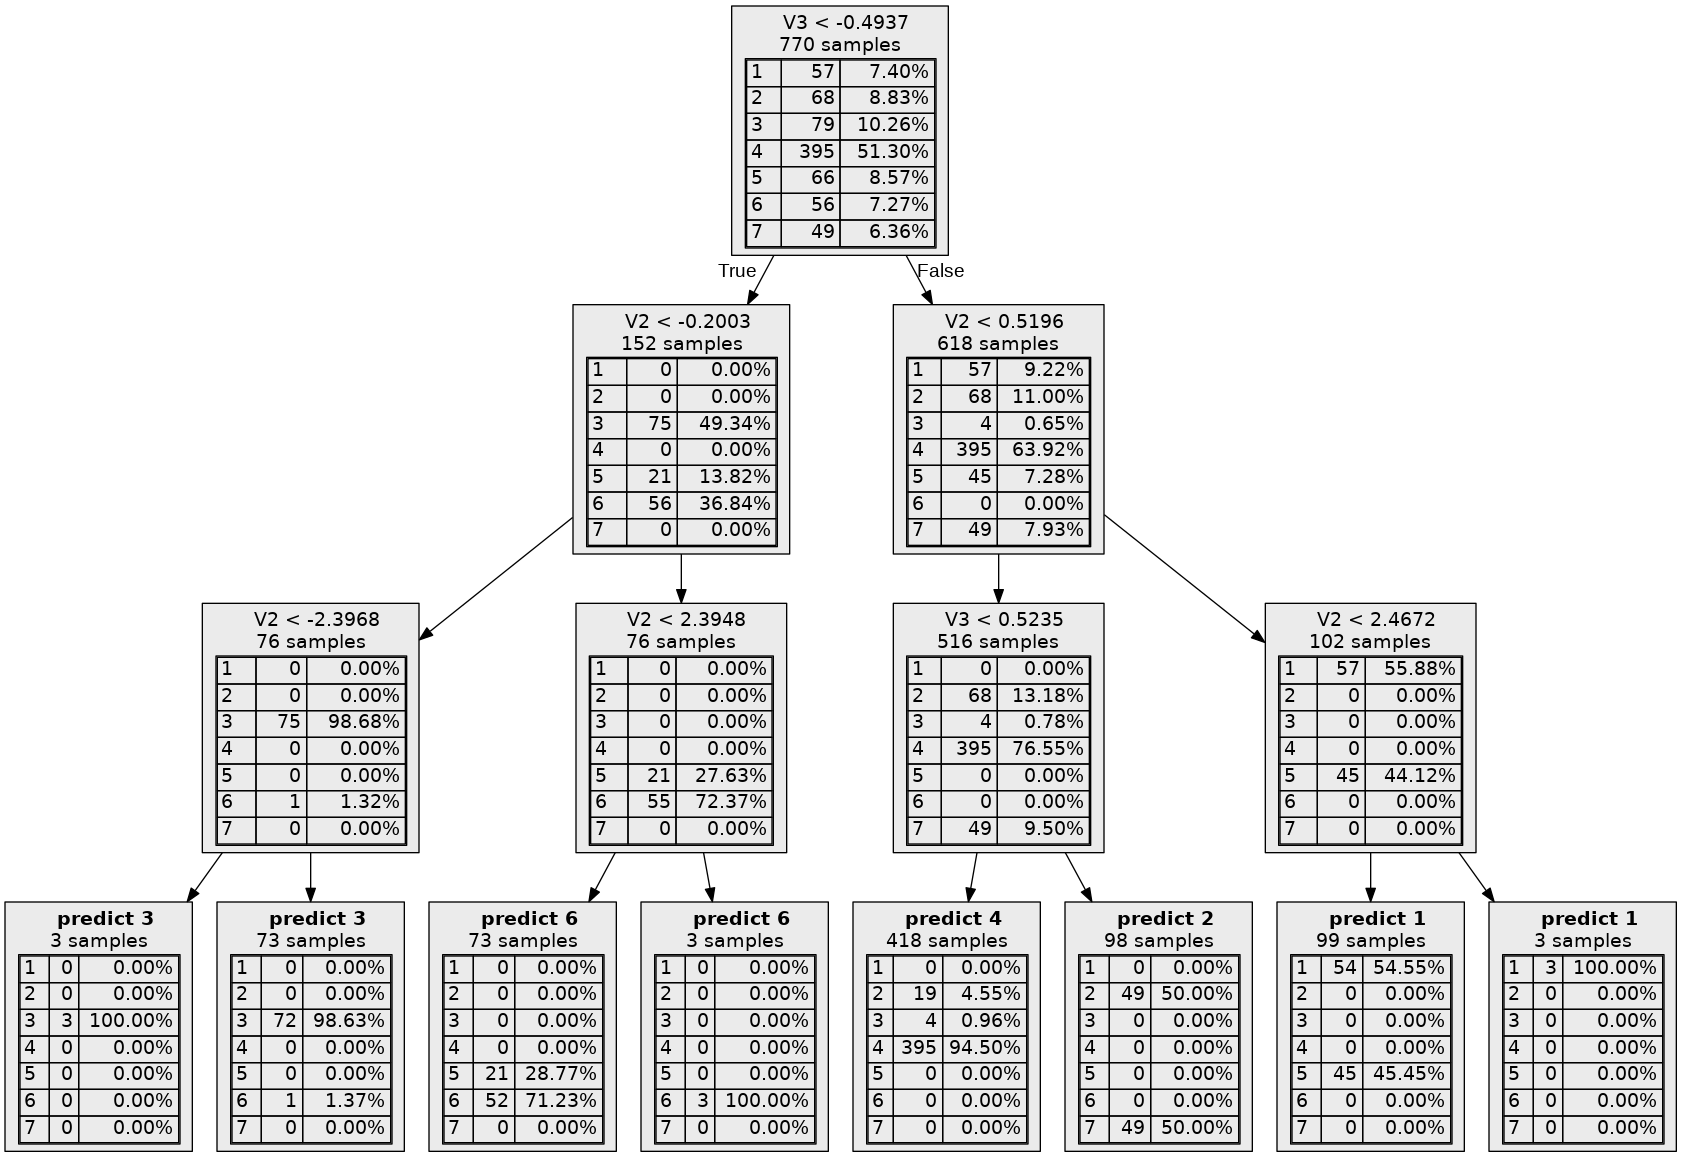 V3 < -0.4937
770 samples
1 57 7.40%
2 68 8.83%
3 79 10.26%
4 395 51.30%
5 66 8.57%
6 56 7.27%
7 49 6.36%
True
False
V2 < -0.2003
152 samples
1 0 0.00%
2 0 0.00%
3 75 49.34%
4 0 0.00%
5 21 13.82%
6 56 36.84%
7 0 0.00%
V2 < 0.5196
618 samples
1 57 9.22%
2 68 11.00%
3 4 0.65%
4 395 63.92%
5 45 7.28%
6 0 0.00%
7 49 7.93%
V2 < -2.3968
76 samples
1 0 0.00%
2 0 0.00%
3 75 98.68%
4 0 0.00%
5 0 0.00%
6 1 1.32%
7 0 0.00%
V2 < 2.3948
76 samples
1 0 0.00%
2 0 0.00%
3 0 0.00%
4 0 0.00%
5 21 27.63%
6 55 72.37%
7 0 0.00%
V3 < 0.5235
516 samples
1 0 0.00%
2 68 13.18%
3 4 0.78%
4 395 76.55%
5 0 0.00%
6 0 0.00%
7 49 9.50%
V2 < 2.4672
102 samples
1 57 55.88%
2 0 0.00%
3 0 0.00%
4 0 0.00%
5 45 44.12%
6 0 0.00%
7 0 0.00%
predict 3
3 samples
1 0 0.00%
2 0 0.00%
3 3 100.00%
4 0 0.00%
5 0 0.00%
6 0 0.00%
7 0 0.00%
predict 3
73 samples
1 0 0.00%
2 0 0.00%
3 72 98.63%
4 0 0.00%
5 0 0.00%
6 1 1.37%
7 0 0.00%
predict 6
73 samples
1 0 0.00%
2 0 0.00%
3 0 0.00%
4 0 0.00%
5 21 28.77%
6 52 71.23%
7 0 0.00%
predict 6
3 samples
1 0 0.00%
2 0 0.00%
3 0 0.00%
4 0 0.00%
5 0 0.00%
6 3 100.00%
7 0 0.00%
predict 4
418 samples
1 0 0.00%
2 19 4.55%
3 4 0.96%
4 395 94.50%
5 0 0.00%
6 0 0.00%
7 0 0.00%
predict 2
98 samples
1 0 0.00%
2 49 50.00%
3 0 0.00%
4 0 0.00%
5 0 0.00%
6 0 0.00%
7 49 50.00%
predict 1
99 samples
1 54 54.55%
2 0 0.00%
3 0 0.00%
4 0 0.00%
5 45 45.45%
6 0 0.00%
7 0 0.00%
predict 1
3 samples
1 3 100.00%
2 0 0.00%
3 0 0.00%
4 0 0.00%
5 0 0.00%
6 0 0.00%
7 0 0.00%